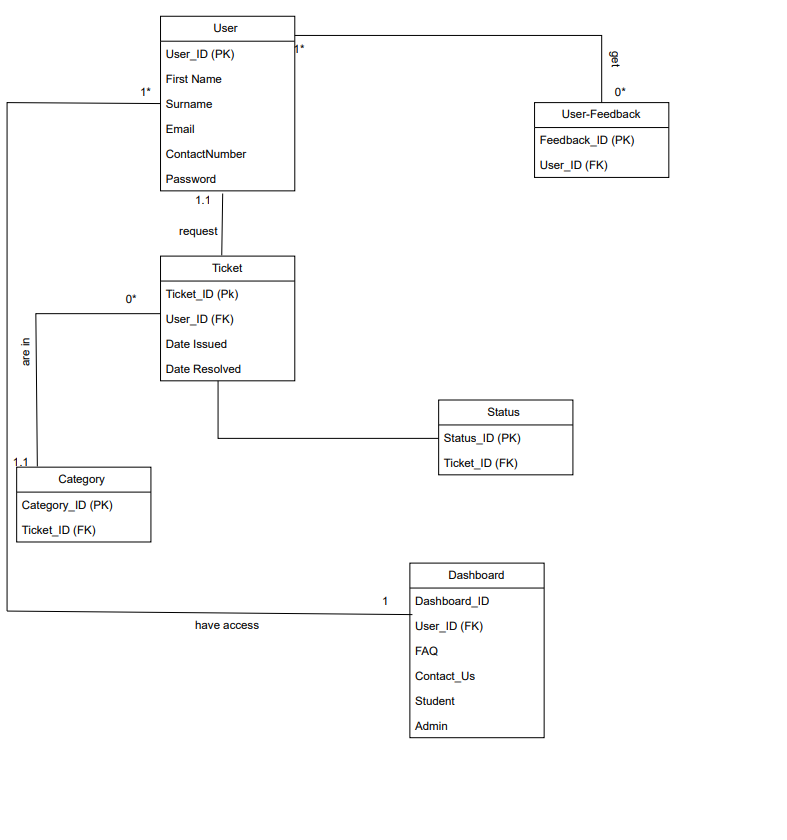 User
User_ID (PK)
First Name
Surname
Email
ContactNumber
Password
1*
get
0*
User-Feedback
Feedback_ID (PK)
User_ID (FK)
1*
1.1
request
Ticket
Ticket_ID (Pk)
User_ID (FK)
Date Issued
Date Resolved
0*
are in
1.1
Category
Category_ID (PK)
Ticket_ID (FK)
Status
Status_ID (PK)
Ticket_ID (FK)
1
have access
Dashboard
Dashboard_ID
User_ID (FK)
FAQ
Contact_Us
Student
Admin